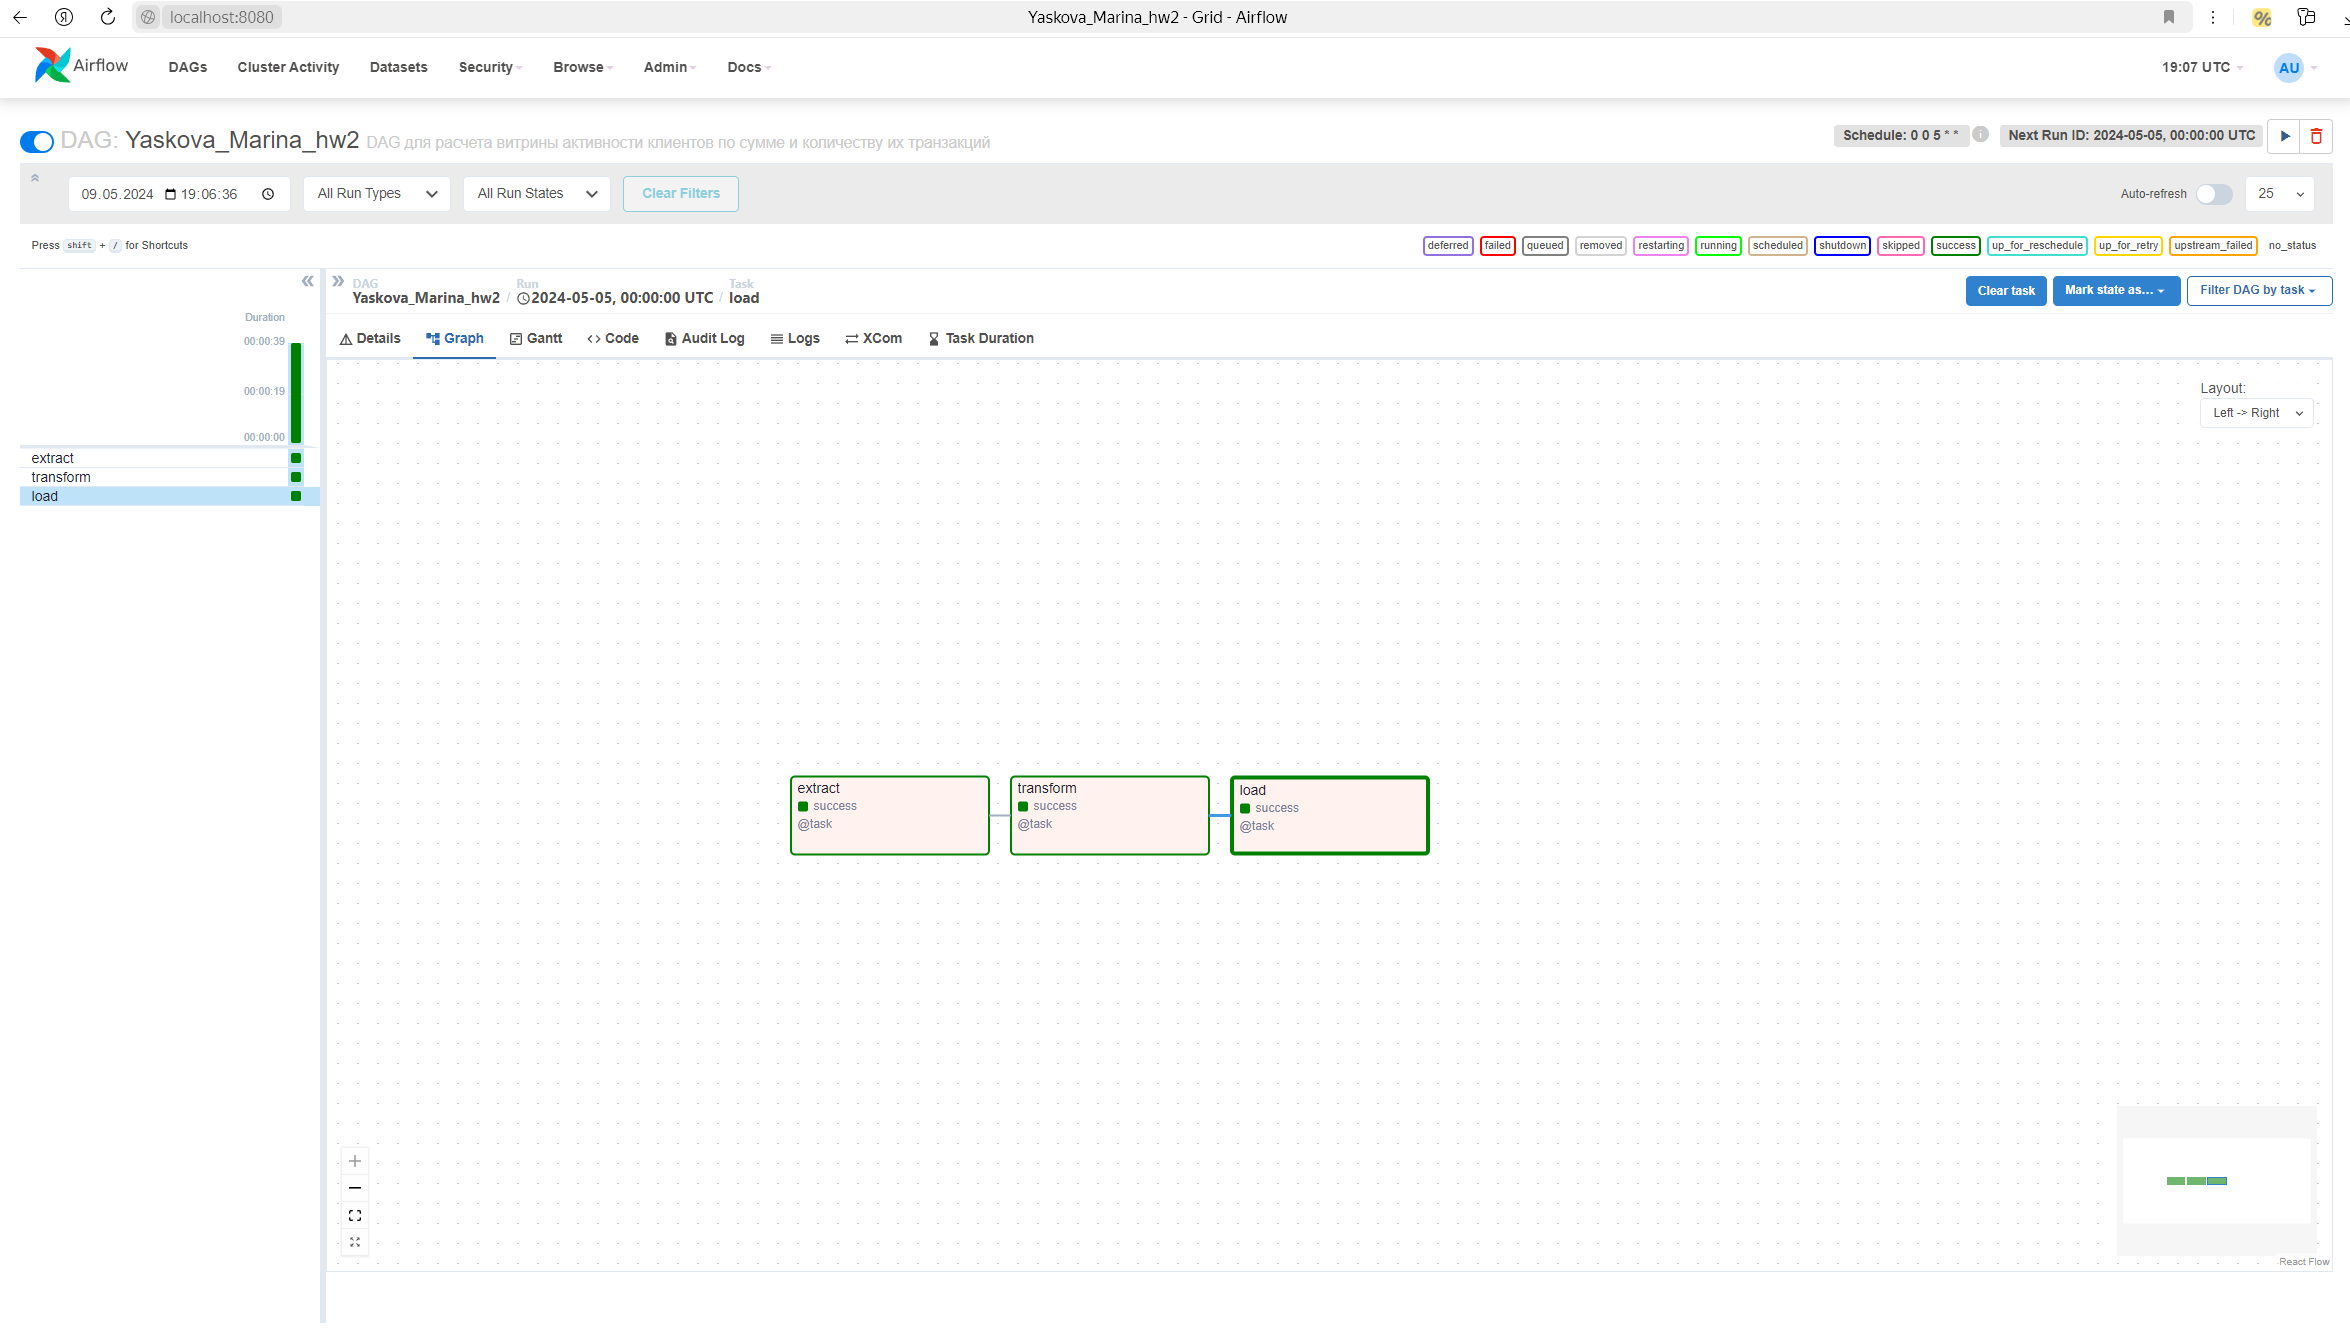 Я localhost:8080 Yaskova_Marina_hw2 - Grid - Airflow %
Airflow DAGs Cluster Activity Datasets Security Browse Admin Docs 19:07 UTC AU
DAG: Yaskova_Marina_hw2 DAG для расчета витрины активности клиентов по сумме и количеству их транзакций Schedule: 0 0 5 * * i Next Run ID: 2024-05-05, 00:00:00 UTC
09.05.2024 19:06:36 All Run Types All Run States Clear Filters Auto-refresh 25
Press shift + / for Shortcuts deferred failed queued removed restarting running scheduled shutdown skipped success up_for_reschedule up_for_retry upstream_failed no_status
DAG Run Task
Yaskova_Marina_hw2 / 2024-05-05, 00:00:00 UTC / load Clear task Mark state as... Filter DAG by task
Duration
00:00:39
00:00:19
00:00:00
extract
transform
load
Details Graph Gantt Code Audit Log Logs XCom Task Duration
Layout:
Left -> Right
extract
success
@task
transform
success
@task
load
success
@task
React Flow